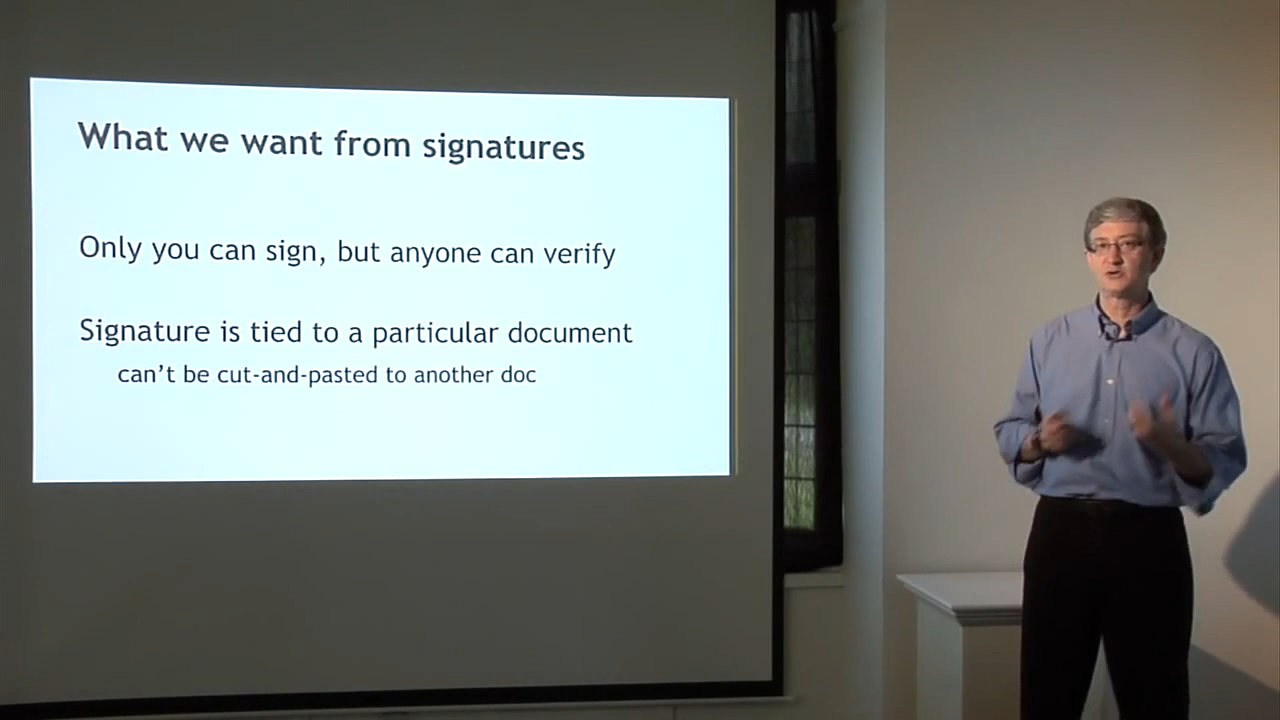 What we want from signatures
Only you can sign, but anyone can verify
Signature is tied to a particular document
can't be cut-and-pasted to another doc